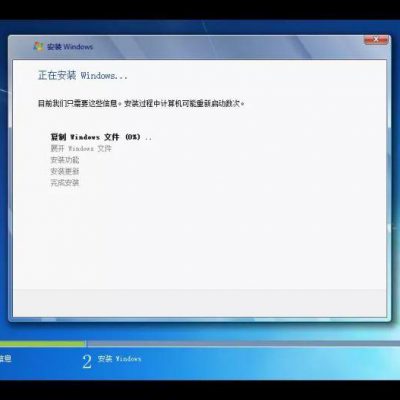 安装 Windows
正在安装 Windows...
目前我们只需要这些信息。安装过程中计算机可能重新启动数次。
复制 Windows 文件 (0%) ..
展开 Windows 文件
安装功能
安装更新
完成安装
信息
2 安装 Windows